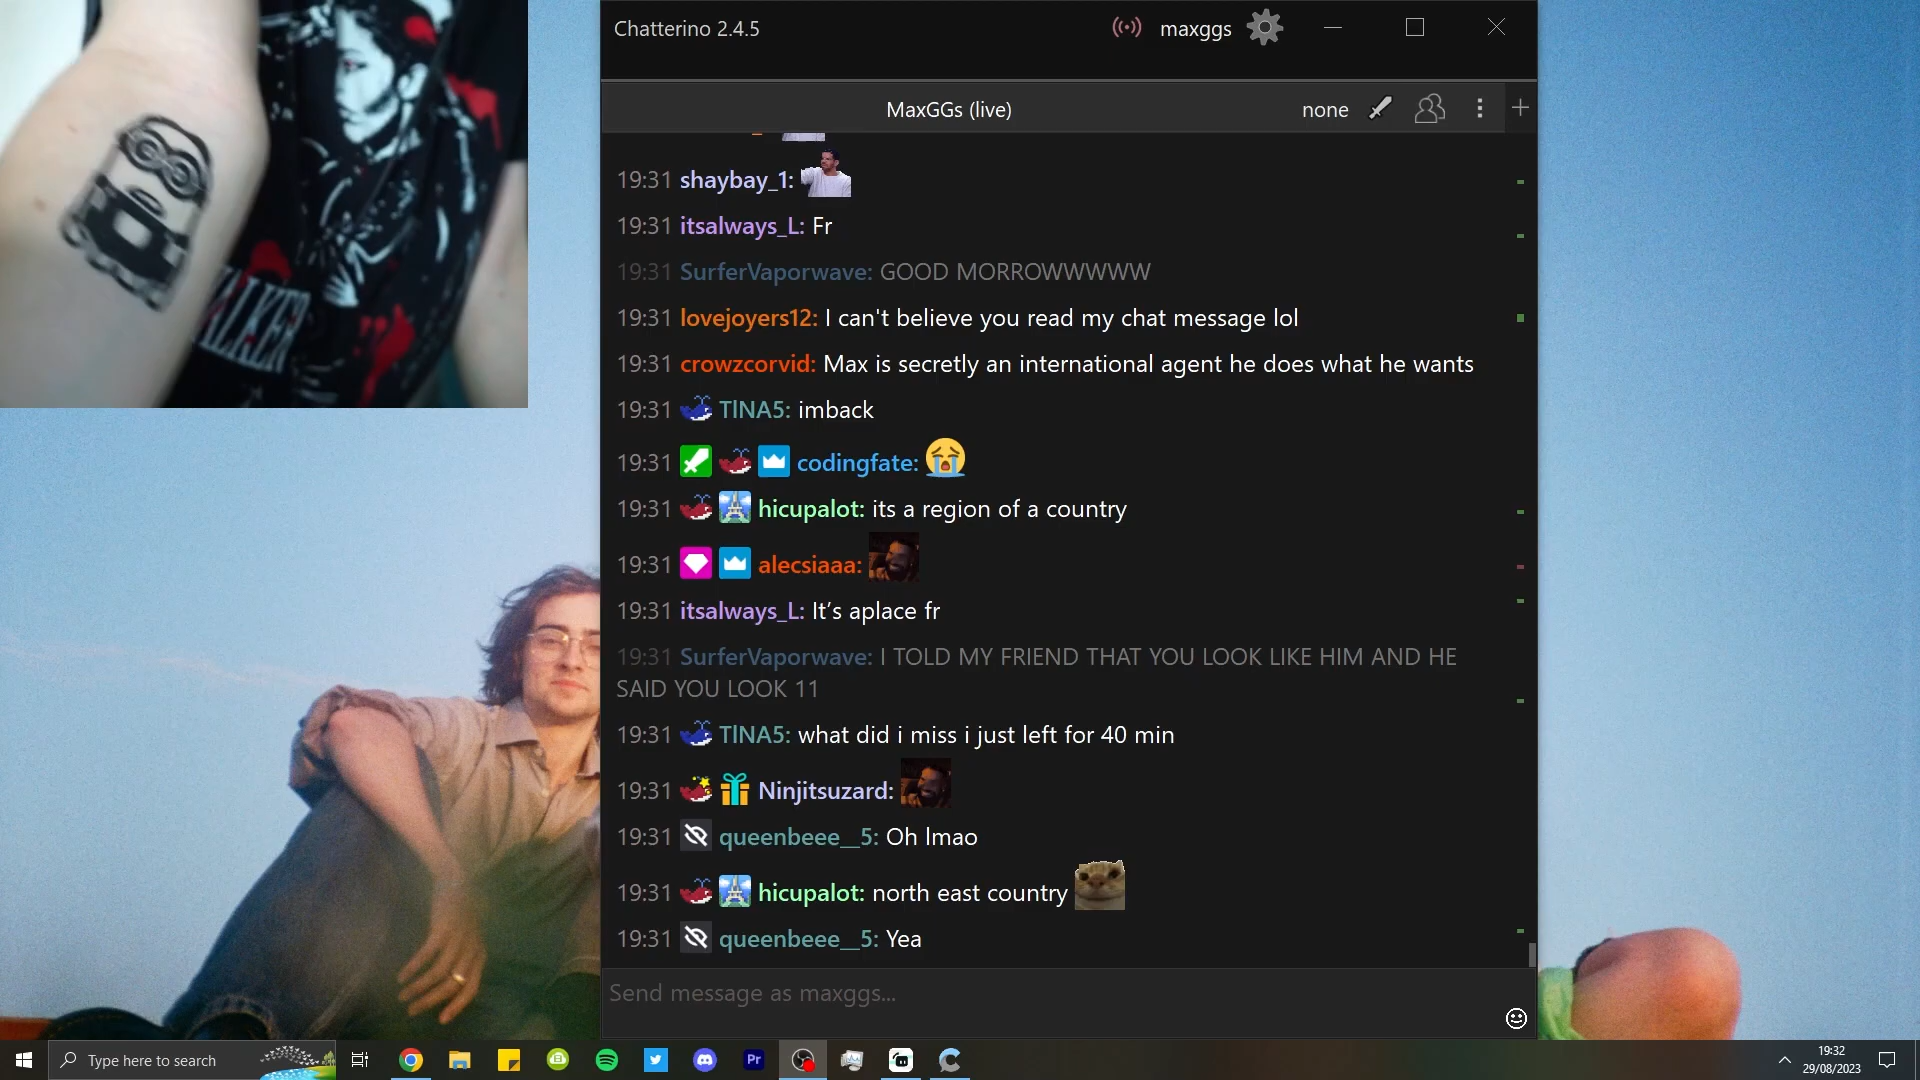 Chatterino 2.4.5
maxggs
MaxGGs (live)
none
19:31 shaybay_1:
19:31 itsalways_L: Fr
19:31 SurferVaporwave: GOOD MORROWWWWW
19:31 lovejoyers12: I can't believe you read my chat message lol
19:31 crowzcorvid: Max is secretly an international agent he does what he wants
19:31 TlNA5: imback
19:31 codingfate:
19:31 hicupalot: its a region of a country
19:31 alecsiaaa:
19:31 itsalways_L: It’s aplace fr
19:31 SurferVaporwave: I TOLD MY FRIEND THAT YOU LOOK LIKE HIM AND HE
SAID YOU LOOK 11
19:31 TlNA5: what did i miss i just left for 40 min
19:31 Ninjitsuzard:
19:31 queenbeee__5: Oh lmao
19:31 hicupalot: north east country
19:31 queenbeee__5: Yea
Send message as maxggs...
Type here to search
Pr
19:32
29/08/2023